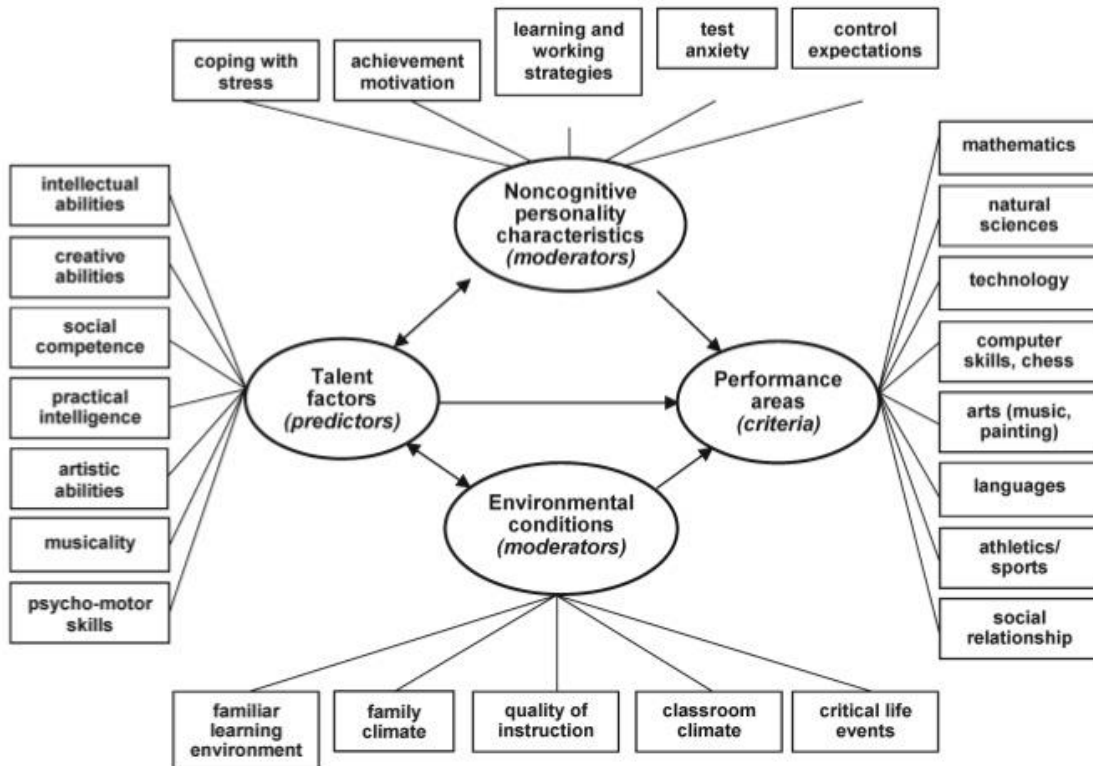 coping with
stress
achievement
motivation
learning and
working
strategies
test
anxiety
control
expectations
intellectual
abilities
creative
abilities
social
competence
practical
intelligence
artistic
abilities
musicality
psycho-motor
skills
Noncognitive
personality
characteristics
(moderators)
Talent
factors
(predictors)
Performance
areas
(criteria)
Environmental
conditions
(moderators)
mathematics
natural
sciences
technology
computer
skills, chess
arts (music,
painting)
languages
athletics/
sports
social
relationship
familiar
learning
environment
family
climate
quality of
instruction
classroom
climate
critical life
events